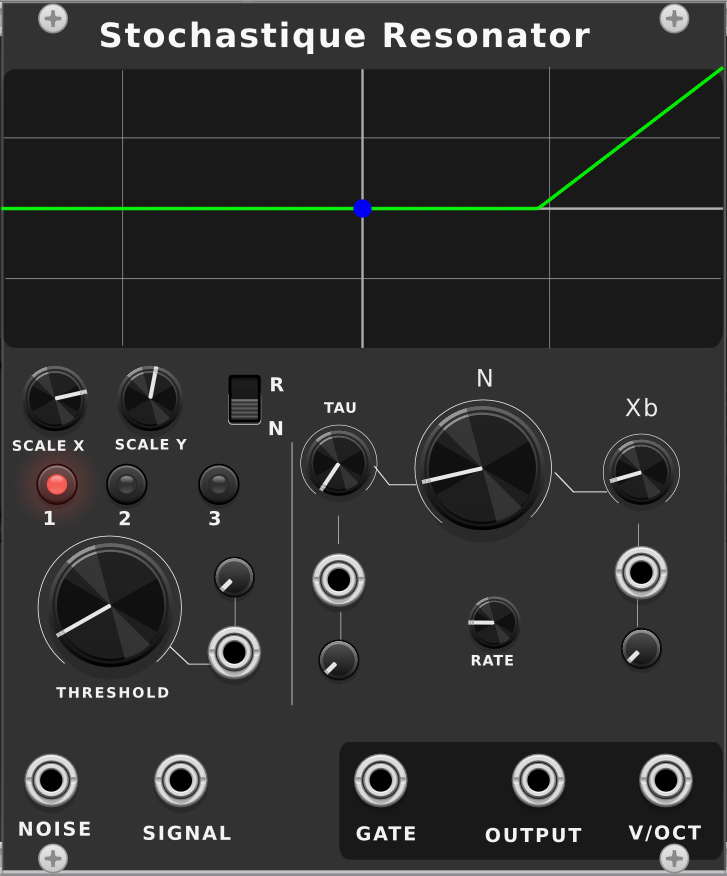 Stochastique Resonator
R
N
SCALE X
SCALE Y
1
2
3
THRESHOLD
TAU
N
Xb
RATE
NOISE
SIGNAL
GATE
OUTPUT
V/OCT